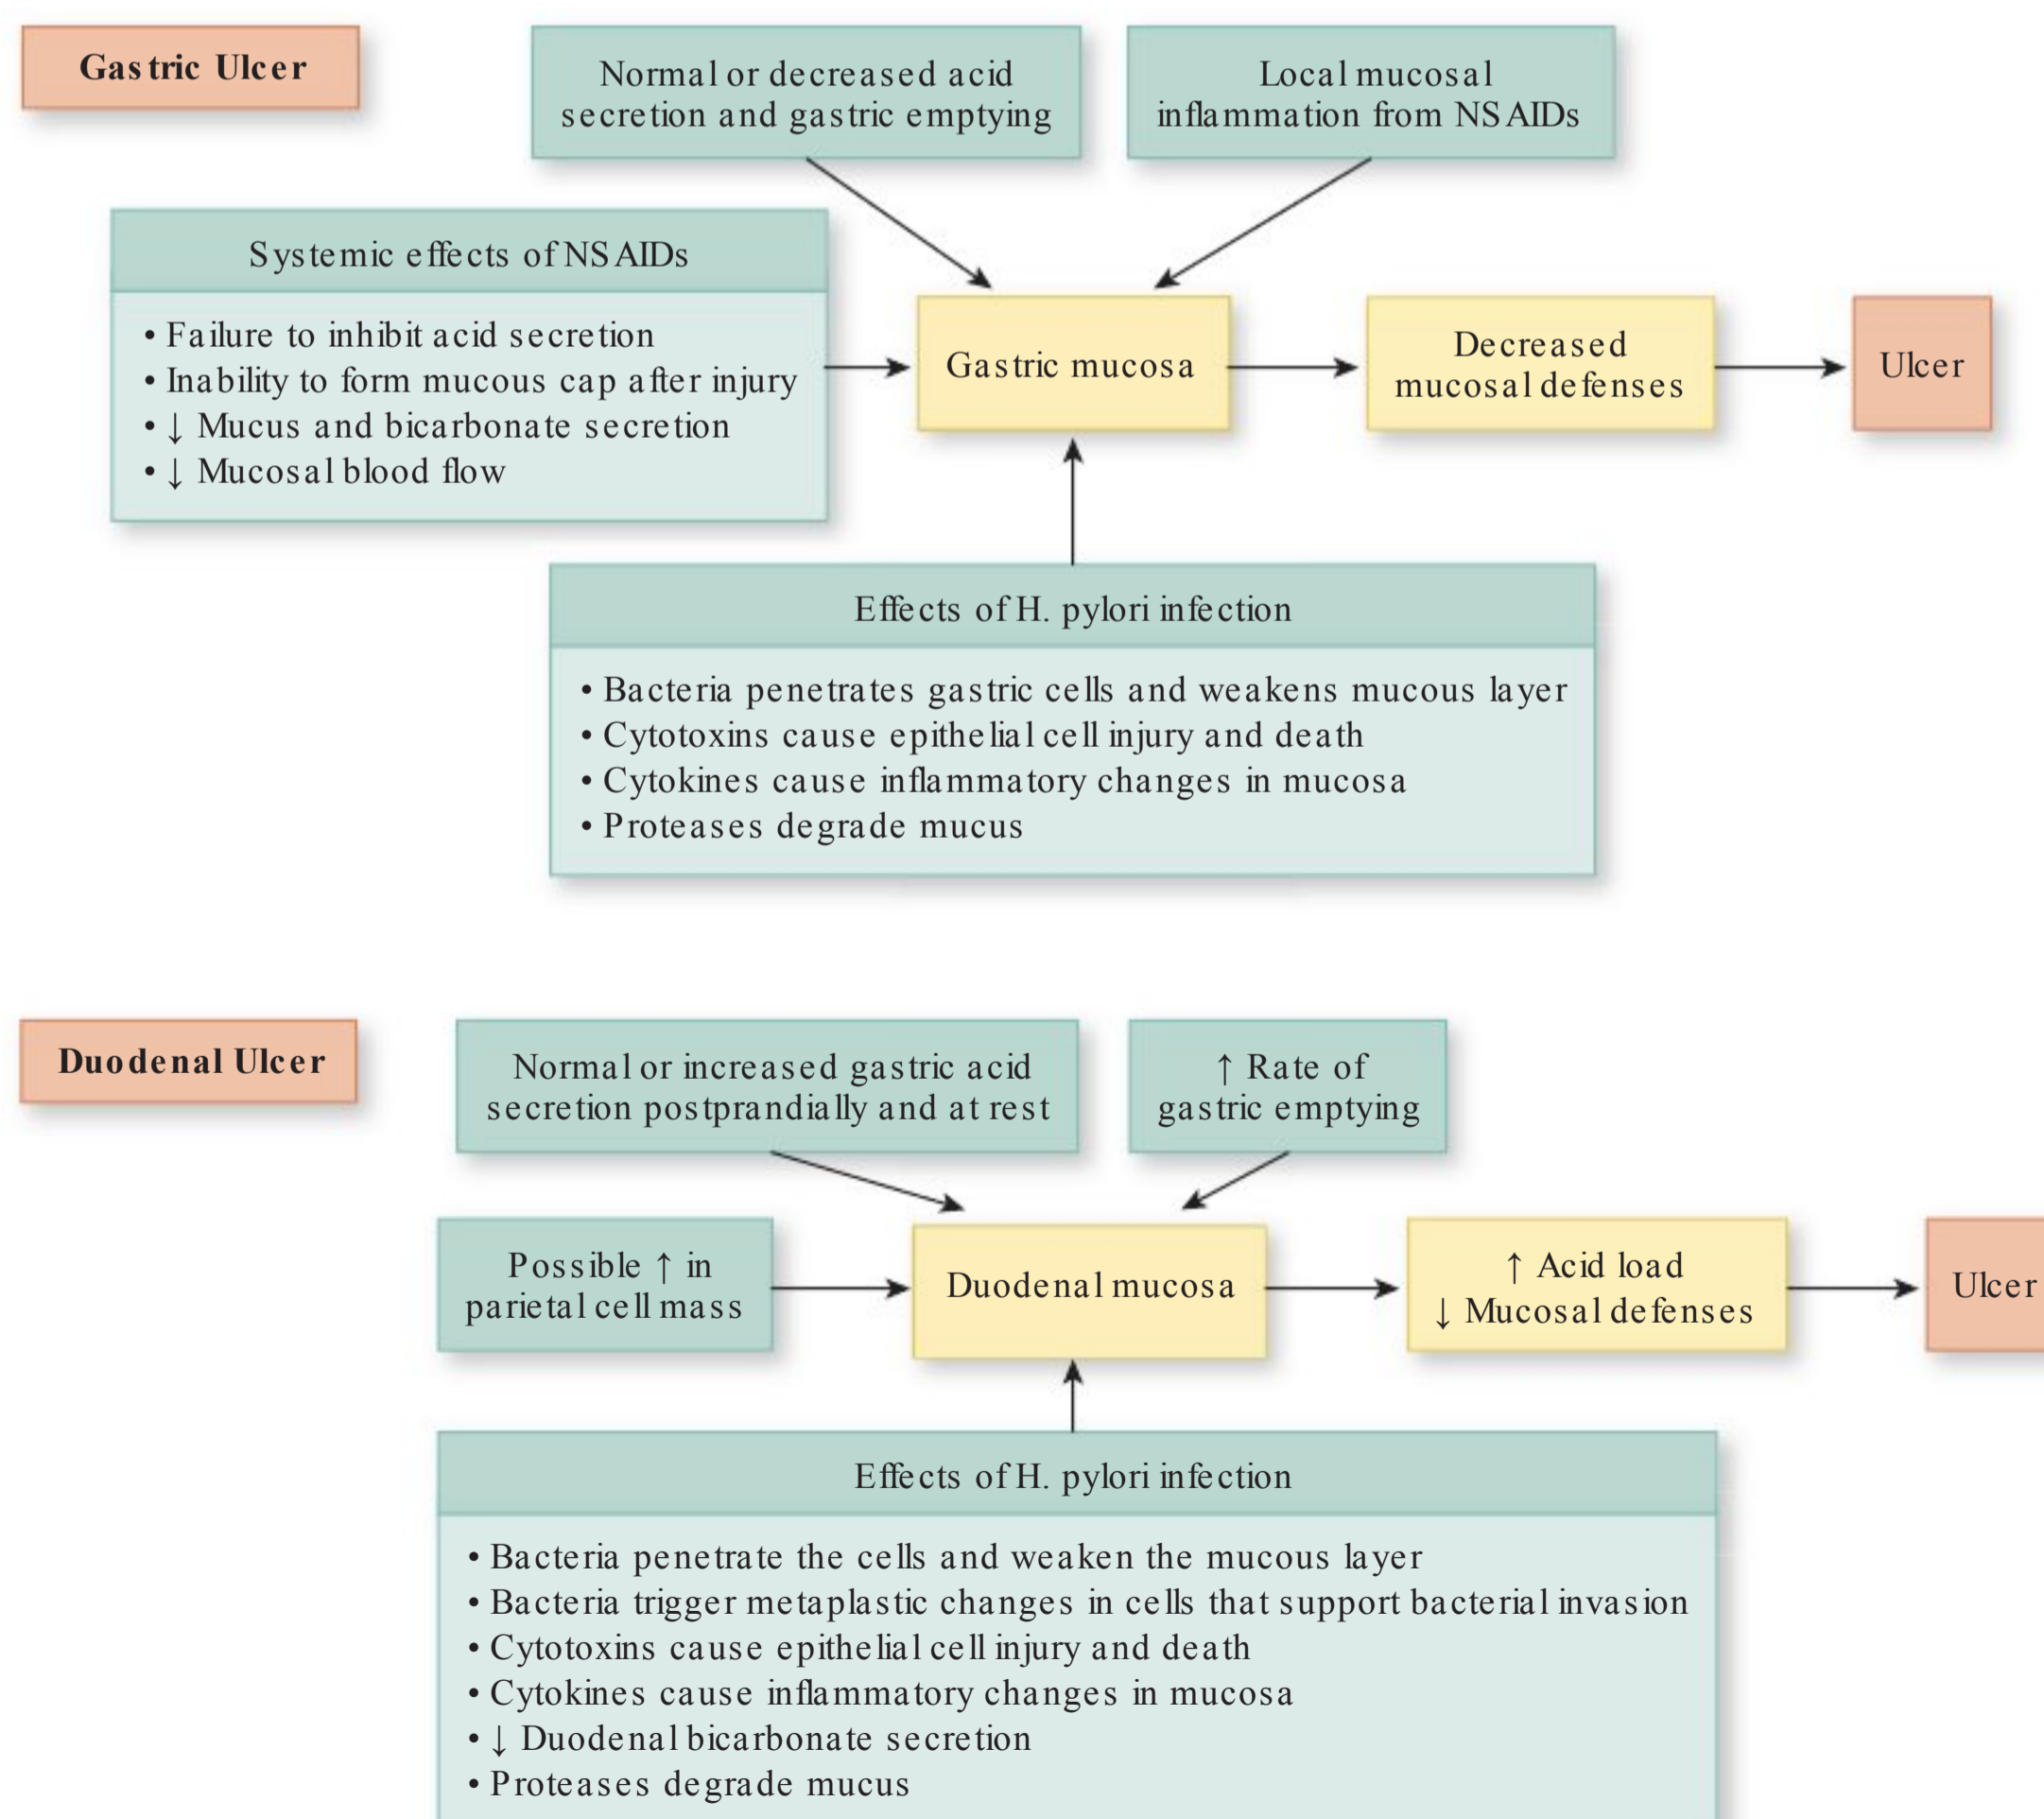 Gastric Ulcer
Normal or decreased acid
secretion and gastric emptying
Local mucosal
inflammation from NSAIDs
Systemic effects of NSAIDs
• Failure to inhibit acid secretion
• Inability to form mucous cap after injury
• ↓ Mucus and bicarbonate secretion
• ↓ Mucosal blood flow
Gastric mucosa
Decreased
mucosal defenses
Ulcer
Effects of H. pylori infection
• Bacteria penetrates gastric cells and weakens mucous layer
• Cytotoxins cause epithelial cell injury and death
• Cytokines cause inflammatory changes in mucosa
• Proteases degrade mucus
Duodenal Ulcer
Normal or increased gastric acid
secretion postprandially and at rest
↑ Rate of
gastric emptying
Possible ↑ in
parietal cell mass
Duodenal mucosa
↑ Acid load
↓ Mucosal defenses
Ulcer
Effects of H. pylori infection
• Bacteria penetrate the cells and weaken the mucous layer
• Bacteria trigger metaplastic changes in cells that support bacterial invasion
• Cytotoxins cause epithelial cell injury and death
• Cytokines cause inflammatory changes in mucosa
• ↓ Duodenal bicarbonate secretion
• Proteases degrade mucus